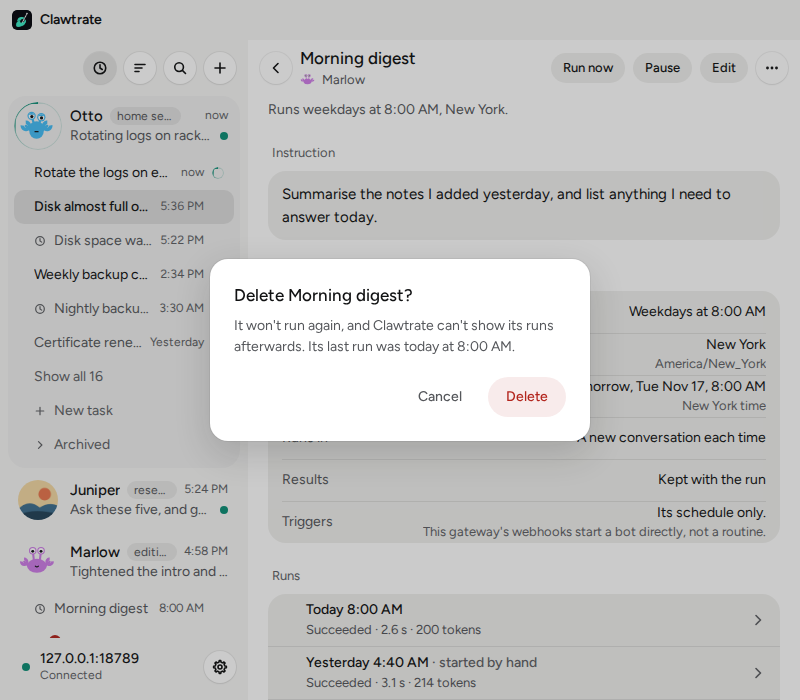 Clawtrate
Otto home se... now
Rotating logs on rack...
Rotate the logs on e... now
Disk almost full o... 5:36 PM
Disk space wa... 5:22 PM
Weekly backup c... 2:34 PM
Nightly backu... 3:30 AM
Certificate rene... Yesterday
Show all 16
New task
Archived
Juniper rese... 5:24 PM
Ask these five, and g...
Marlow editi... 4:58 PM
Tightened the intro and ...
Morning digest 8:00 AM
127.0.0.1:18789
Connected
Morning digest
Marlow
Run now Pause Edit
Runs weekdays at 8:00 AM, New York.
Instruction
Summarise the notes I added yesterday, and list anything I need to
answer today.
Delete Morning digest?
It won't run again, and Clawtrate can't show its runs
afterwards. Its last run was today at 8:00 AM.
Cancel Delete
Weekdays at 8:00 AM
New York
America/New_York
Tue Nov 17, 8:00 AM
New York time
new conversation each time
Results Kept with the run
Triggers Its schedule only.
This gateway's webhooks start a bot directly, not a routine.
Runs
Today 8:00 AM
Succeeded · 2.6 s · 200 tokens
Yesterday 4:40 AM · started by hand
Succeeded · 3.1 s · 214 tokens